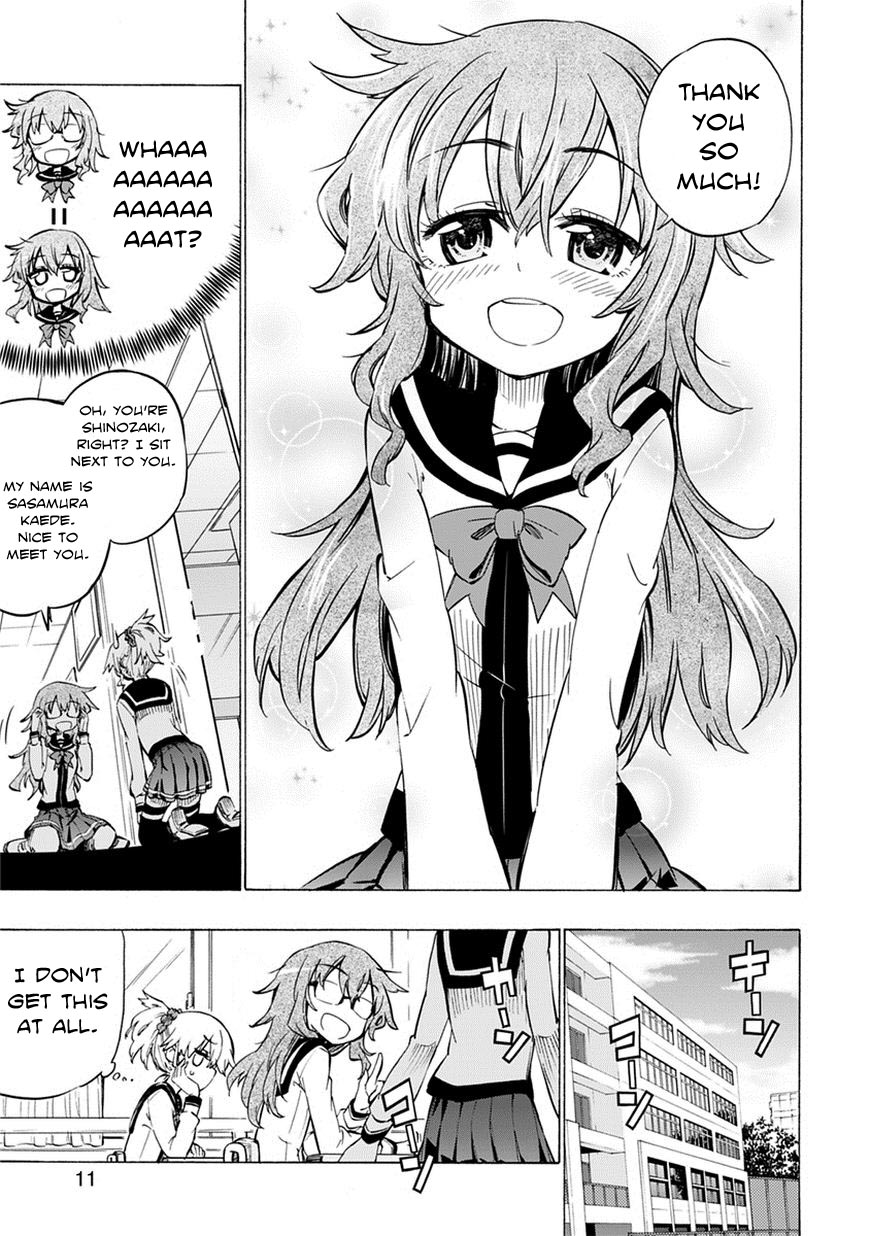 THANK
YOU
SO
MUCH!
WHAAA
AAAAAA
AAAAAA
AAAT?
OH, YOU'RE
SHINOZAKI,
RIGHT? I SIT
NEXT TO YOU.
MY NAME IS
SASAMURA
KAEDE.
NICE TO
MEET YOU.
キーン
コーン
カーン
コーン
I DON'T
GET THIS
AT ALL.
11